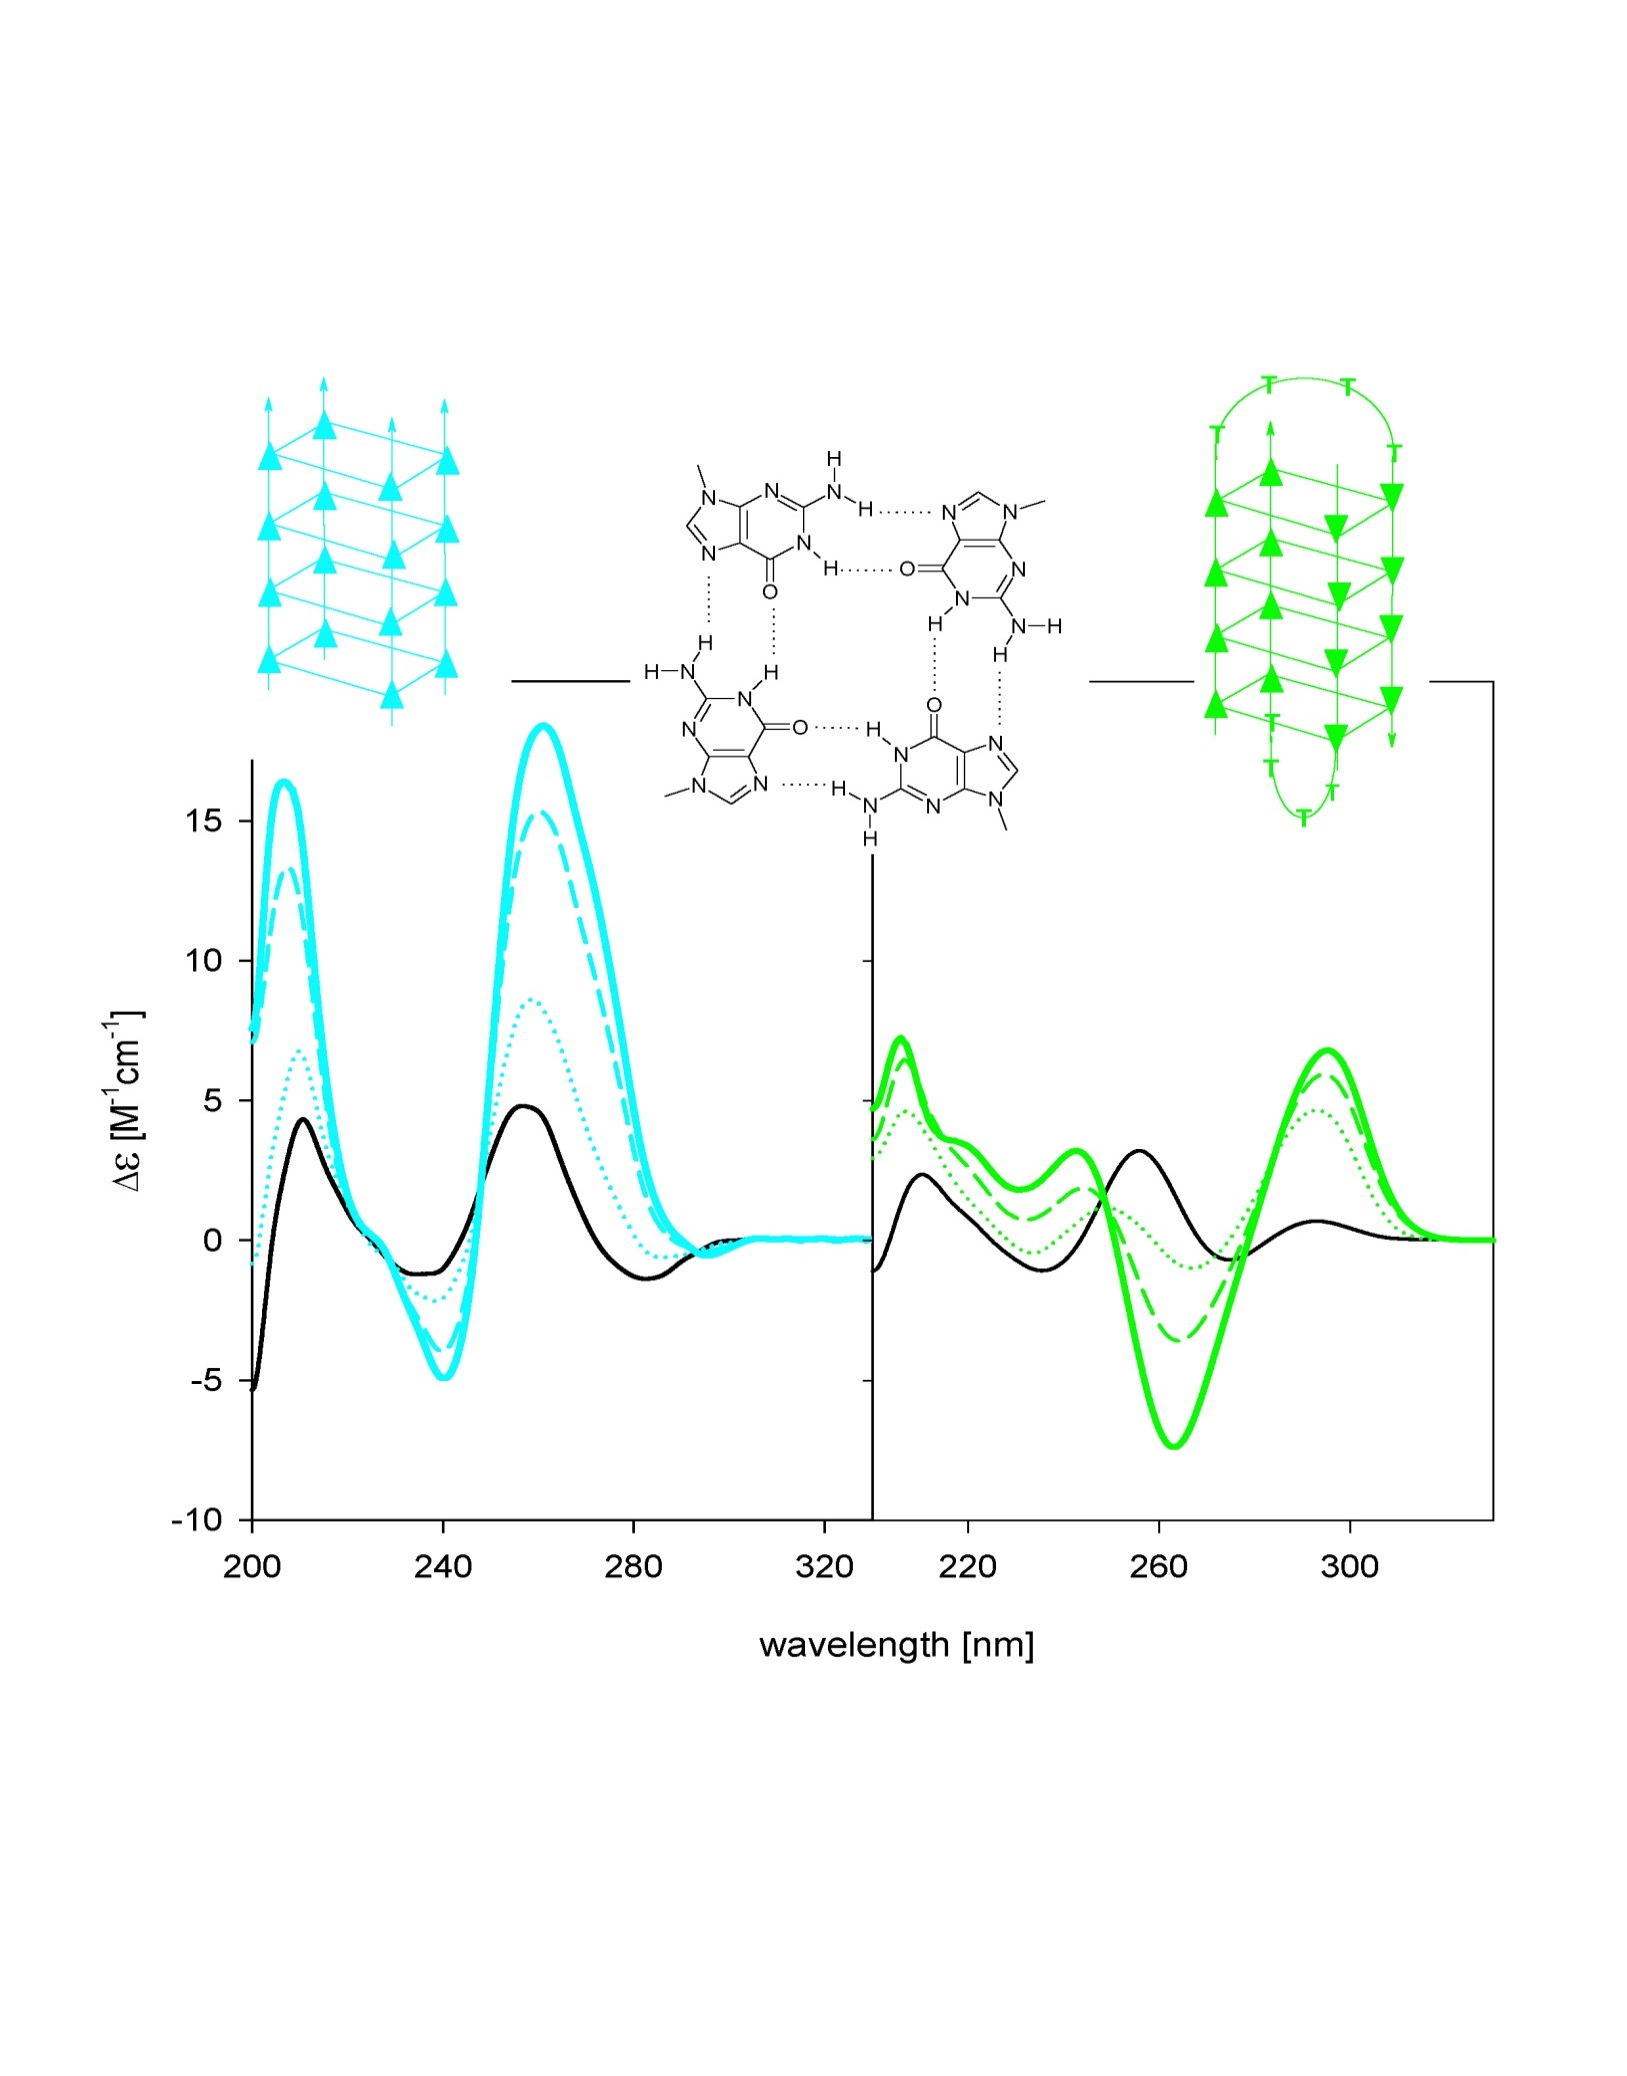 T T
T T
H
N N N H H N N
N N H O N
O N N
H N H
H H
H N N H T
N O O
N O H N N T
N N H N N T
N N T
H
15
10
5
0
-5
-10
Δε [M-1cm-1]
200 240 280 320 220 260 300
wavelength [nm]